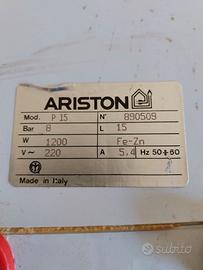 ARISTON
Mod. P 15 N° 890509
Bar 8 L 15
W 1200 Fe-Zn
V~ 220 A 5,4 Hz 50÷60
Made in Italy
subito